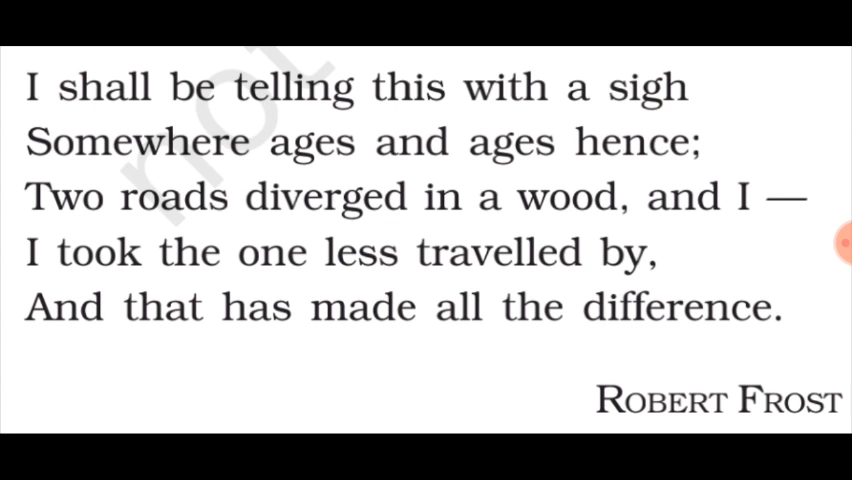 I shall be telling this with a sigh
Somewhere ages and ages hence;
Two roads diverged in a wood, and I —
I took the one less travelled by,
And that has made all the difference.
ROBERT FROST
not